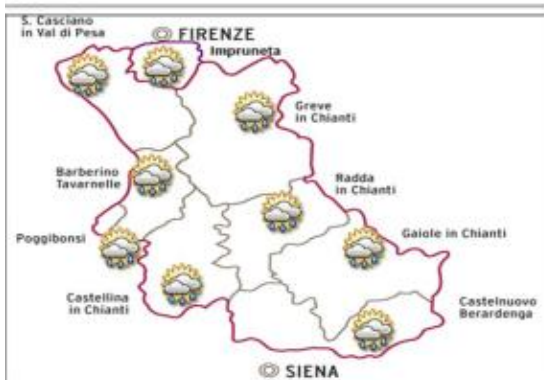 S. Casciano
in Val di Pesa
FIRENZE
Impruneta
Greve
in Chianti
Barberino
Tavarnelle
Radda
in Chianti
Poggibonsi
Gaiole in Chianti
Castellina
in Chianti
Castelnuovo
Berardenga
SIENA